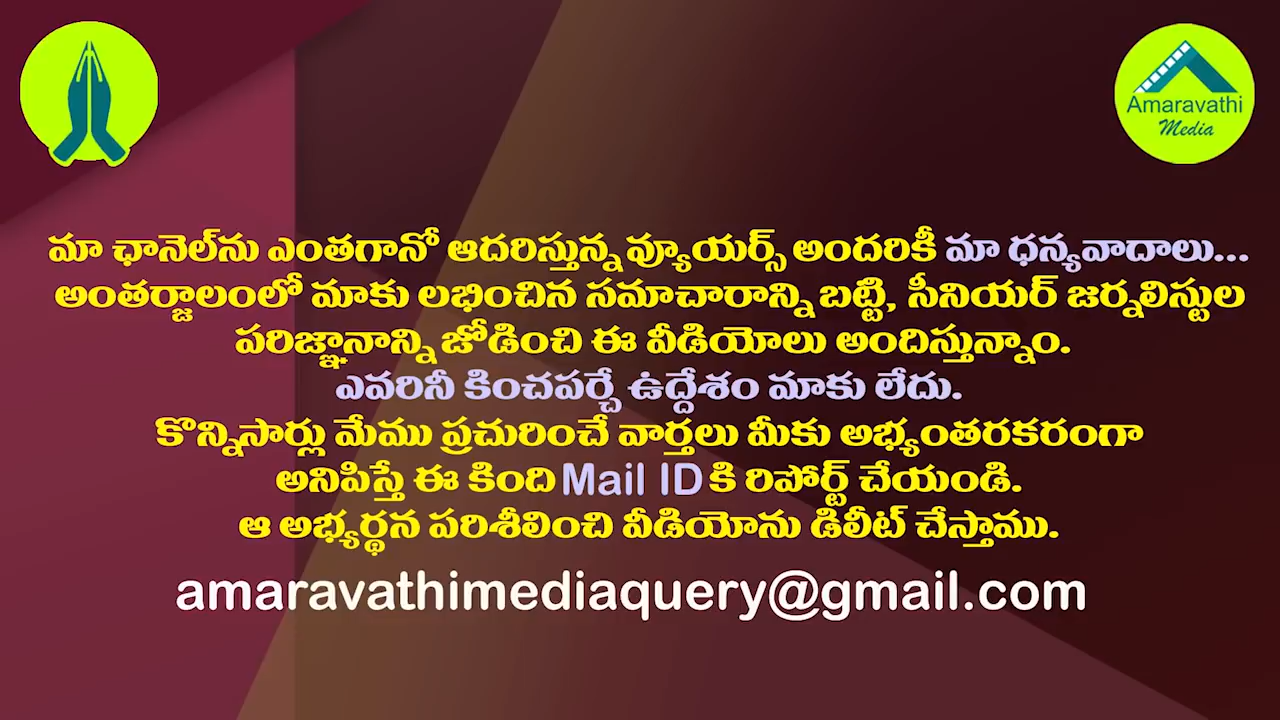 Amaravathi
Media
మా ఛానెల్‌ను ఎంతగానో ఆదరిస్తున్న వ్యూయర్స్ అందరికీ మా ధన్యవాదాలు...
అంతర్జాలంలో మాకు లభించిన సమాచారాన్ని బట్టి, సీనియర్ జర్నలిస్టుల
పరిజ్ఞానాన్ని జోడించి ఈ వీడియోలు అందిస్తున్నాం.
ఎవరినీ కించపర్చే ఉద్దేశం మాకు లేదు.
కొన్నిసార్లు మేము ప్రచురించే వార్తలు మీకు అభ్యంతరకరంగా
అనిపిస్తే ఈ కింది Mail ID కి రిపోర్ట్ చేయండి.
ఆ అభ్యర్థన పరిశీలించి వీడియోను డిలీట్ చేస్తాము.
amaravathimediaquery@gmail.com